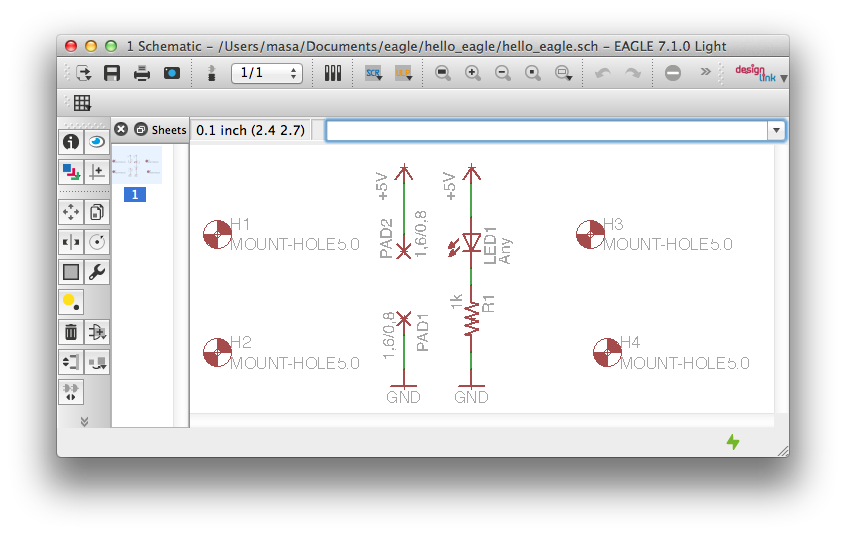 1 Schematic – /Users/masa/Documents/eagle/hello_eagle/hello_eagle.sch – EAGLE 7.1.0 Light
1/1
SCR
design
link
Sheets
0.1 inch (2.4 2.7)
1
+5V
+5V
H1
MOUNT-HOLE5.0
PAD2
1,6/0,8
LED1
Any
H3
MOUNT-HOLE5.0
1k
R1
1,6/0,8
PAD1
H2
MOUNT-HOLE5.0
H4
MOUNT-HOLE5.0
GND
GND